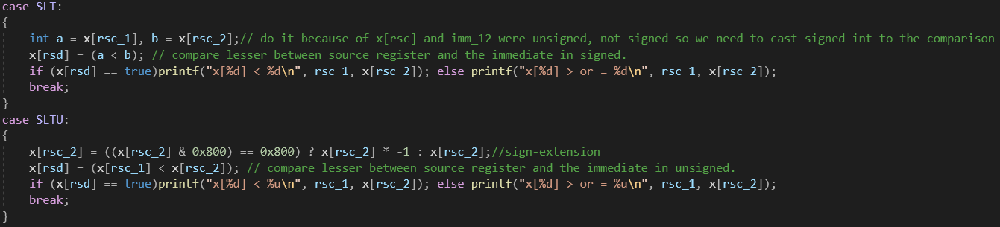 case SLT:
{
    int a = x[rsc_1], b = x[rsc_2];// do it because of x[rsc] and imm_12 were unsigned, not signed so we need to cast signed int to the comparison
    x[rsd] = (a < b); // compare lesser between source register and the immediate in signed.
    if (x[rsd] == true)printf("x[%d] < %d\n", rsc_1, x[rsc_2]); else printf("x[%d] > or = %d\n", rsc_1, x[rsc_2]);
    break;
}
case SLTU:
{
    x[rsc_2] = ((x[rsc_2] & 0x800) == 0x800) ? x[rsc_2] * -1 : x[rsc_2];//sign-extension
    x[rsd] = (x[rsc_1] < x[rsc_2]); // compare lesser between source register and the immediate in unsigned.
    if (x[rsd] == true)printf("x[%d] < %u\n", rsc_1, x[rsc_2]); else printf("x[%d] > or = %u\n", rsc_1, x[rsc_2]);
    break;
}